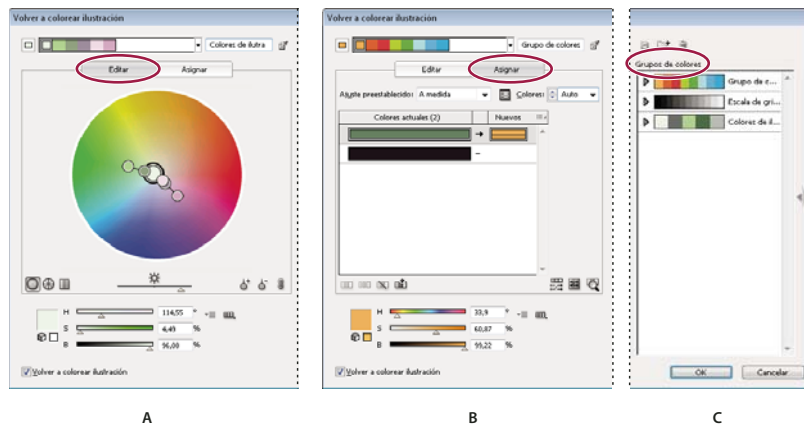 Volver a colorear ilustración
Colores de ilutra
Editar
Asignar
H
114,55
°
S
4,49
%
B
96,00
%
Volver a colorear ilustración
A
Volver a colorear ilustración
Grupo de colores
Editar
Asignar
Ajuste preestablecido:
A medida
Colores:
Auto
Colores actuales (2)
Nuevos
H
33,9
°
S
60,87
%
B
99,22
%
Volver a colorear ilustración
B
Grupos de colores
Grupo de c...
Escala de gri...
Colores de il...
OK
Cancelar
C